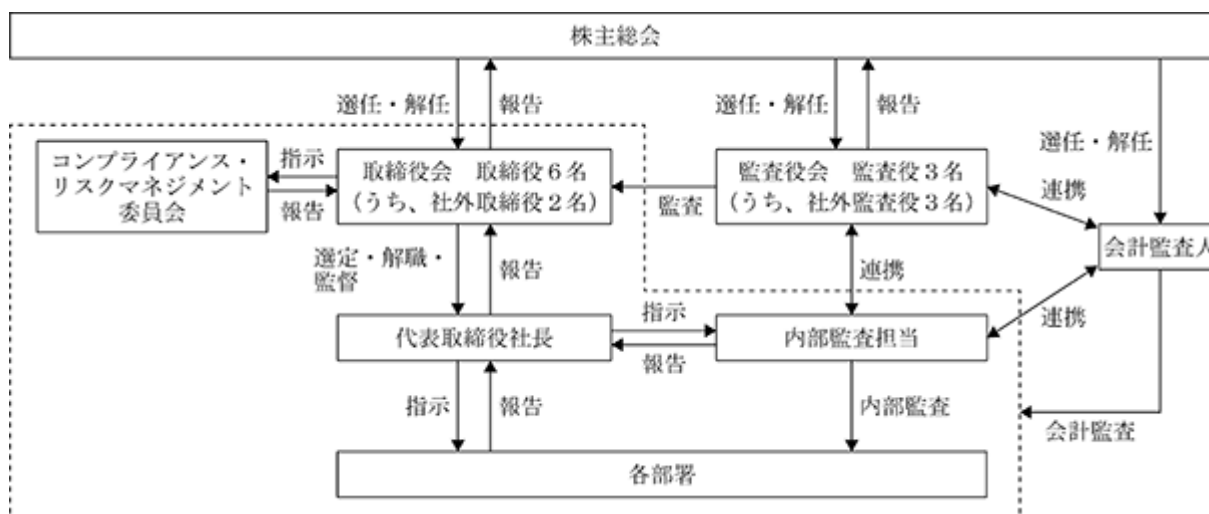 株主総会
選任・解任
報告
選任・解任
報告
選任・解任
コンプライアンス・
リスクマネジメント
委員会
指示
報告
取締役会　取締役6名
（うち、社外取締役2名）
監査
監査役会　監査役3名
（うち、社外監査役3名）
連携
会計監査人
選定・解職・
監督
報告
連携
連携
代表取締役社長
指示
報告
内部監査担当
指示
報告
内部監査
会計監査
各部署